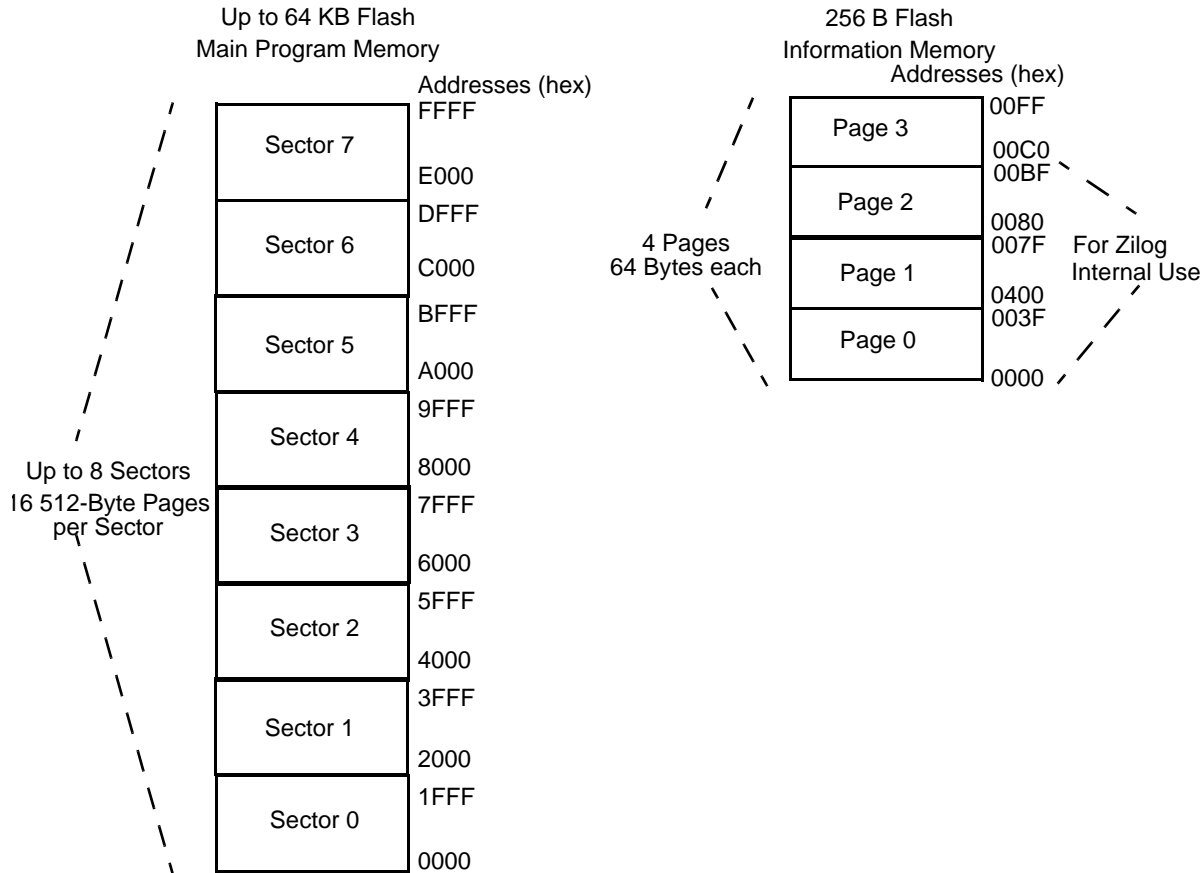 Up to 64 KB Flash
Main Program Memory
Addresses (hex)
FFFF
Sector 7
E000
DFFF
Sector 6
C000
BFFF
Sector 5
A000
9FFF
Sector 4
8000
7FFF
Sector 3
6000
5FFF
Sector 2
4000
3FFF
Sector 1
2000
1FFF
Sector 0
0000
Up to 8 Sectors
16 512-Byte Pages
per Sector
256 B Flash
Information Memory
Addresses (hex)
00FF
Page 3
00C0
00BF
Page 2
0080
007F
Page 1
0400
003F
Page 0
0000
4 Pages
64 Bytes each
For Zilog
Internal Use